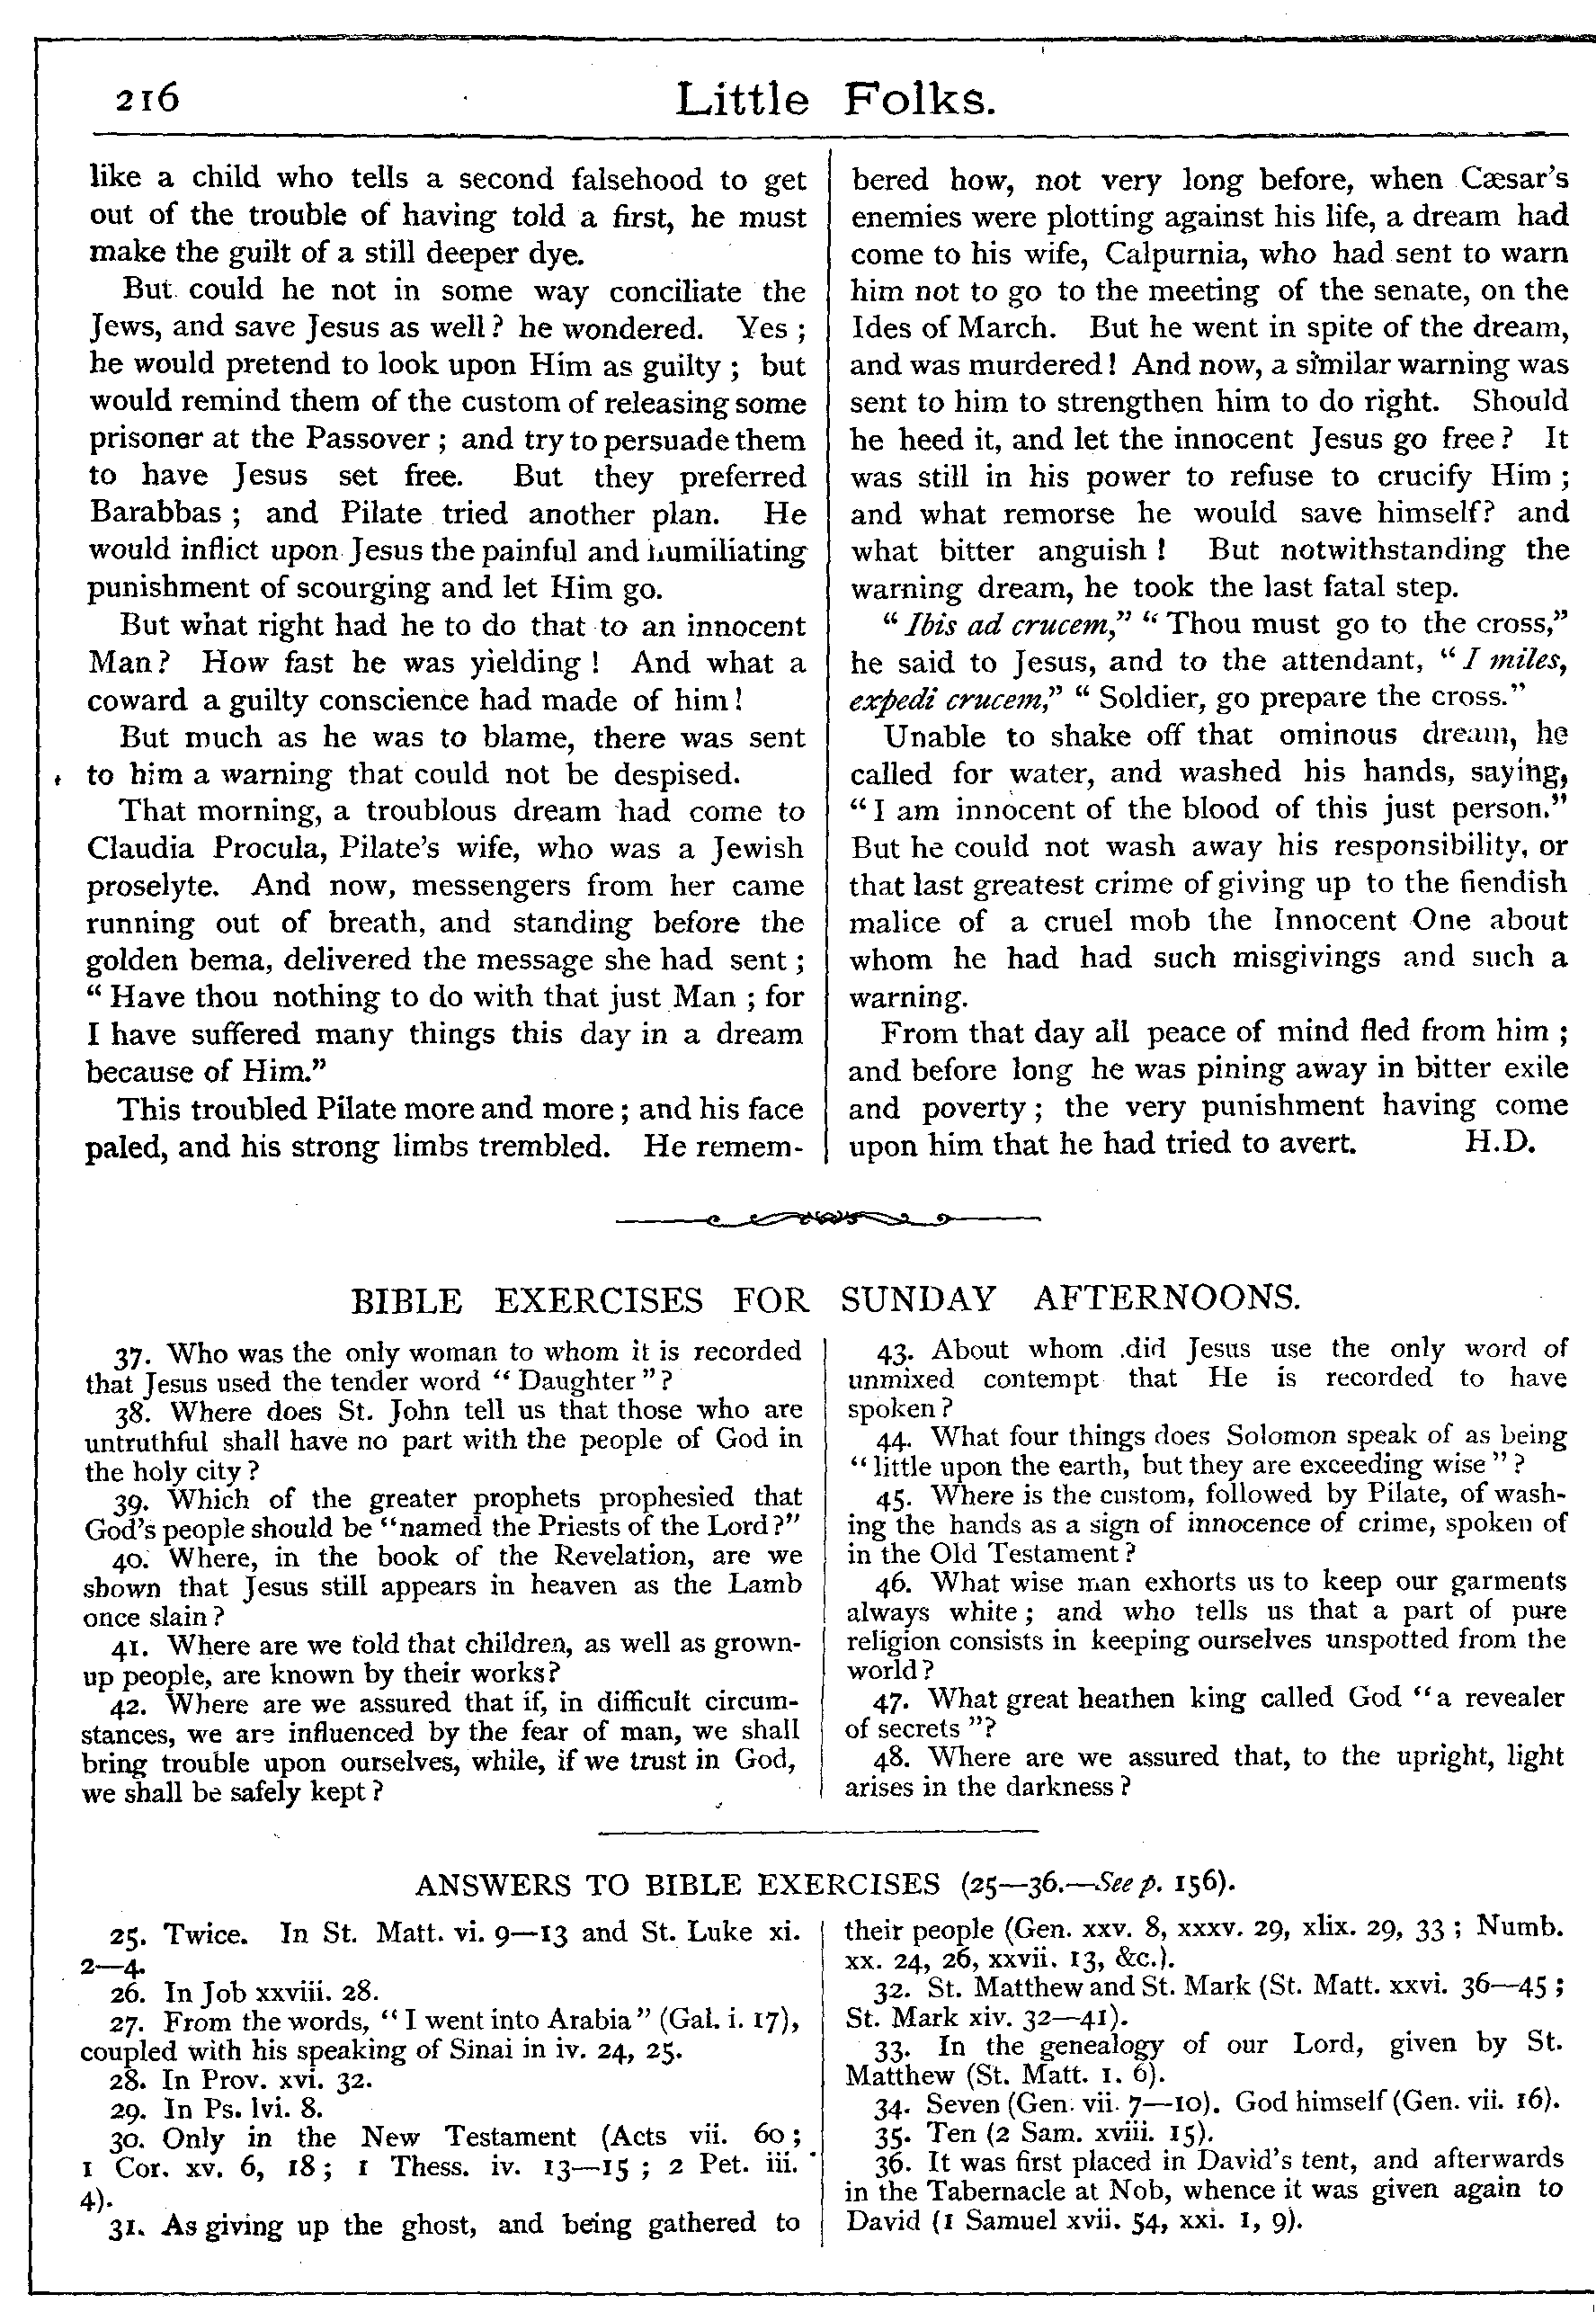 216
Little Folks.
like a child who tells a second falsehood to get
out of the trouble of having told a first, he must
make the guilt of a still deeper dye.
But could he not in some way conciliate the
Jews, and save Jesus as well? he wondered. Yes;
he would pretend to look upon Him as guilty; but
would remind them of the custom of releasing some
prisoner at the Passover; and try to persuade them
to have Jesus set free. But they preferred
Barabbas; and Pilate tried another plan. He
would inflict upon Jesus the painful and humiliating
punishment of scourging and let Him go.
But what right had he to do that to an innocent
Man? How fast he was yielding! And what a
coward a guilty conscience had made of him!
But much as he was to blame, there was sent
to him a warning that could not be despised.
That morning, a troublous dream had come to
Claudia Procula, Pilate's wife, who was a Jewish
proselyte. And now, messengers from her came
running out of breath, and standing before the
golden bema, delivered the message she had sent;
"Have thou nothing to do with that just Man; for
I have suffered many things this day in a dream
because of Him."
This troubled Pilate more and more; and his face
paled, and his strong limbs trembled. He remem-
bered how, not very long before, when Cæsar's
enemies were plotting against his life, a dream had
come to his wife, Calpurnia, who had sent to warn
him not to go to the meeting of the senate, on the
Ides of March. But he went in spite of the dream,
and was murdered! And now, a similar warning was
sent to him to strengthen him to do right. Should
he heed it, and let the innocent Jesus go free? It
was still in his power to refuse to crucify Him;
and what remorse he would save himself? and
what bitter anguish! But notwithstanding the
warning dream, he took the last fatal step.
"Ibis ad crucem," "Thou must go to the cross,"
he said to Jesus, and to the attendant, "I miles,
expedi crucem," "Soldier, go prepare the cross."
Unable to shake off that ominous dream, he
called for water, and washed his hands, saying,
"I am innocent of the blood of this just person."
But he could not wash away his responsibility, or
that last greatest crime of giving up to the fiendish
malice of a cruel mob the Innocent One about
whom he had had such misgivings and such a
warning.
From that day all peace of mind fled from him;
and before long he was pining away in bitter exile
and poverty; the very punishment having come
upon him that he had tried to avert. H.D.
BIBLE EXERCISES FOR SUNDAY AFTERNOONS.
37. Who was the only woman to whom it is recorded
that Jesus used the tender word "Daughter"?
38. Where does St. John tell us that those who are
untruthful shall have no part with the people of God in
the holy city?
39. Which of the greater prophets prophesied that
God's people should be "named the Priests of the Lord?"
40. Where, in the book of the Revelation, are we
shown that Jesus still appears in heaven as the Lamb
once slain?
41. Where are we told that children, as well as grown-
up people, are known by their works?
42. Where are we assured that if, in difficult circum-
stances, we are influenced by the fear of man, we shall
bring trouble upon ourselves, while, if we trust in God,
we shall be safely kept?
43. About whom did Jesus use the only word of
unmixed contempt that He is recorded to have
spoken?
44. What four things does Solomon speak of as being
"little upon the earth, but they are exceeding wise"?
45. Where is the custom, followed by Pilate, of wash-
ing the hands as a sign of innocence of crime, spoken of
in the Old Testament?
46. What wise man exhorts us to keep our garments
always white; and who tells us that a part of pure
religion consists in keeping ourselves unspotted from the
world?
47. What great heathen king called God "a revealer
of secrets"?
48. Where are we assured that, to the upright, light
arises in the darkness?
ANSWERS TO BIBLE EXERCISES (25—36.—See p. 156).
25. Twice. In St. Matt. vi. 9—13 and St. Luke xi.
2—4.
26. In Job xxviii. 28.
27. From the words, "I went into Arabia" (Gal. i. 17),
coupled with his speaking of Sinai in iv. 24, 25.
28. In Prov. xvi. 32.
29. In Ps. lvi. 8.
30. Only in the New Testament (Acts vii. 60;
1 Cor. xv. 6, 18; 1 Thess. iv. 13—15; 2 Pet. iii.
4).
31. As giving up the ghost, and being gathered to
their people (Gen. xxv. 8, xxxv. 29, xlix. 29, 33; Numb.
xx. 24, 26, xxvii. 13, &c.).
32. St. Matthew and St. Mark (St. Matt. xxvi. 36—45;
St. Mark xiv. 32—41).
33. In the genealogy of our Lord, given by St.
Matthew (St. Matt. 1. 6).
34. Seven (Gen. vii. 7—10). God himself (Gen. vii. 16).
35. Ten (2 Sam. xviii. 15).
36. It was first placed in David's tent, and afterwards
in the Tabernacle at Nob, whence it was given again to
David (1 Samuel xvii. 54, xxi. 1, 9).